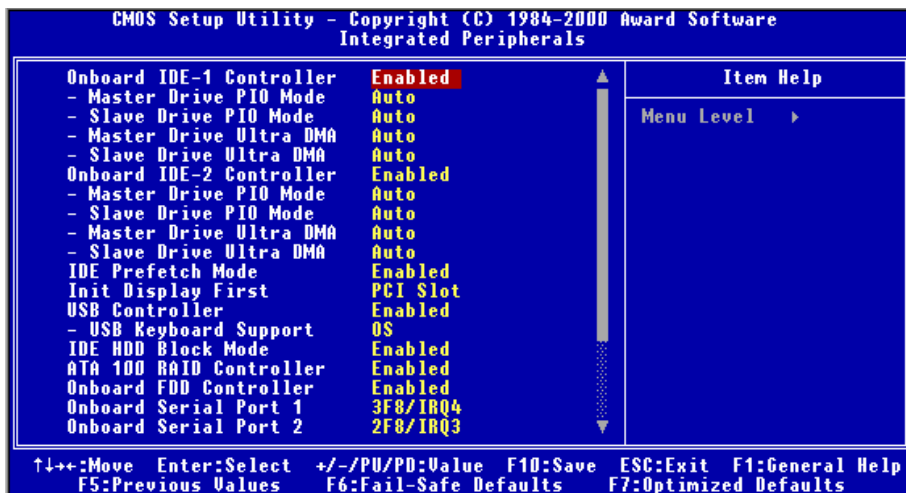 CMOS Setup Utility - Copyright (C) 1984-2000 Award Software
Integrated Peripherals
Onboard IDE-1 Controller Enabled
- Master Drive PIO Mode Auto
- Slave Drive PIO Mode Auto
- Master Drive Ultra DMA Auto
- Slave Drive Ultra DMA Auto
Onboard IDE-2 Controller Enabled
- Master Drive PIO Mode Auto
- Slave Drive PIO Mode Auto
- Master Drive Ultra DMA Auto
- Slave Drive Ultra DMA Auto
IDE Prefetch Mode Enabled
Init Display First PCI Slot
USB Controller Enabled
- USB Keyboard Support OS
IDE HDD Block Mode Enabled
ATA 100 RAID Controller Enabled
Onboard FDD Controller Enabled
Onboard Serial Port 1 3F8/IRQ4
Onboard Serial Port 2 2F8/IRQ3
Item Help
Menu Level ▸
↑↓→←:Move Enter:Select +/-/PU/PD:Value F10:Save ESC:Exit F1:General Help
F5:Previous Values F6:Fail-Safe Defaults F7:Optimized Defaults